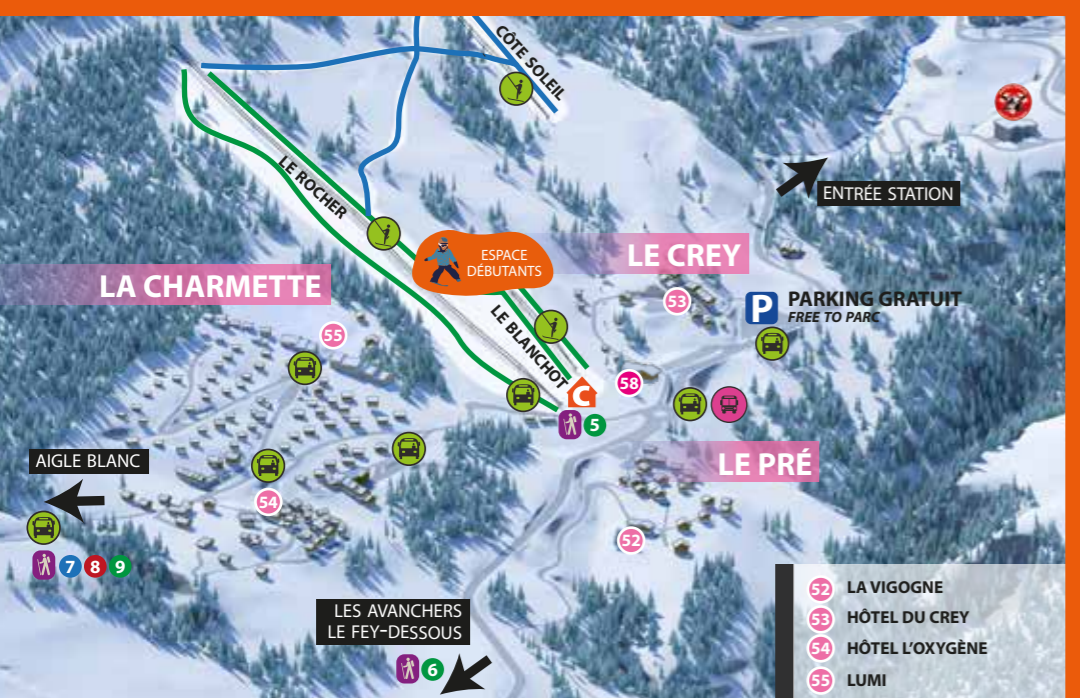 CÔTE SOLEIL
LE ROCHER
ENTRÉE STATION
ESPACE
DÉBUTANTS
LE CREY
LA CHARMETTE
53
P
PARKING GRATUIT
FREE TO PARC
55
LE BLANCHOT
58
C
5
AIGLE BLANC
LE PRÉ
54
52
7 8 9
LES AVANCHERS
LE FEY-DESSOUS
6
52 LA VIGOGNE
53 HÔTEL DU CREY
54 HÔTEL L'OXYGÈNE
55 LUMI